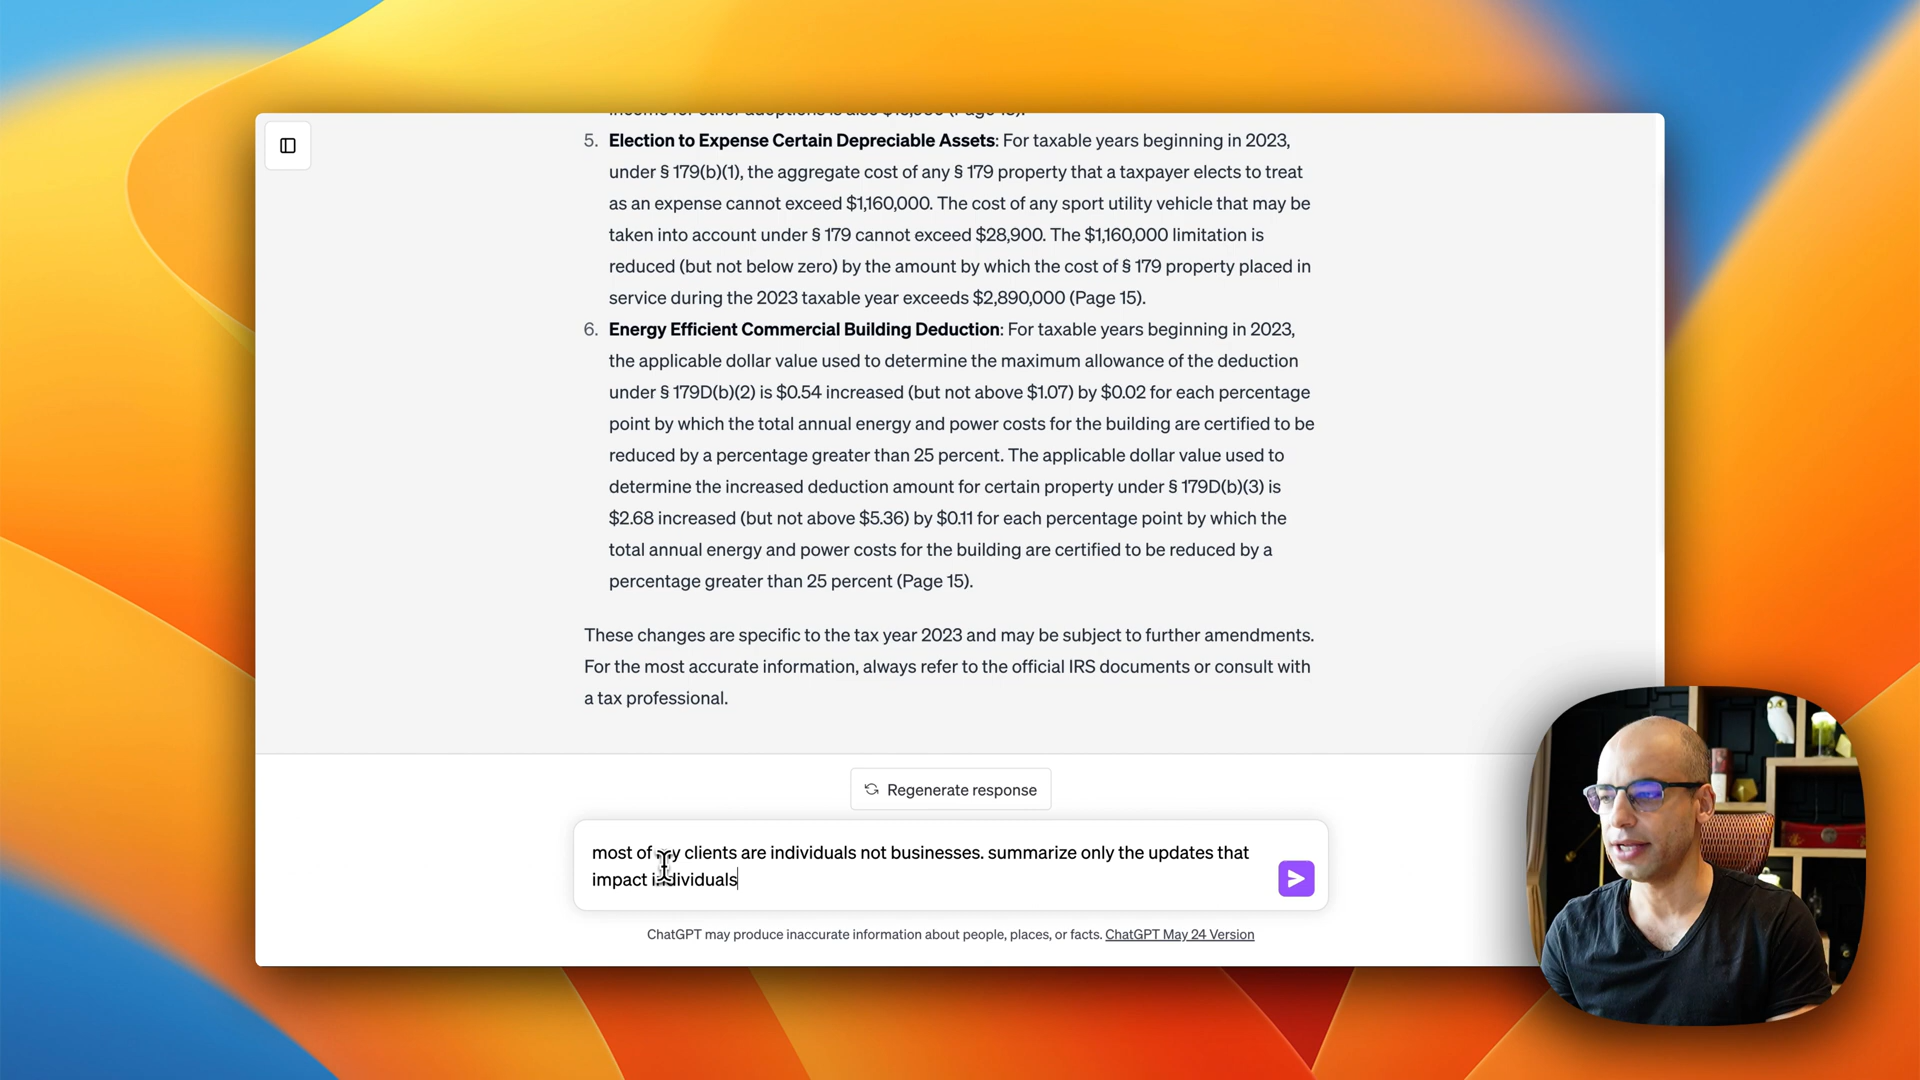 5. Election to Expense Certain Depreciable Assets: For taxable years beginning in 2023,
under § 179(b)(1), the aggregate cost of any § 179 property that a taxpayer elects to treat
as an expense cannot exceed $1,160,000. The cost of any sport utility vehicle that may be
taken into account under § 179 cannot exceed $28,900. The $1,160,000 limitation is
reduced (but not below zero) by the amount by which the cost of § 179 property placed in
service during the 2023 taxable year exceeds $2,890,000 (Page 15).
6. Energy Efficient Commercial Building Deduction: For taxable years beginning in 2023,
the applicable dollar value used to determine the maximum allowance of the deduction
under § 179D(b)(2) is $0.54 increased (but not above $1.07) by $0.02 for each percentage
point by which the total annual energy and power costs for the building are certified to be
reduced by a percentage greater than 25 percent. The applicable dollar value used to
determine the increased deduction amount for certain property under § 179D(b)(3) is
$2.68 increased (but not above $5.36) by $0.11 for each percentage point by which the
total annual energy and power costs for the building are certified to be reduced by a
percentage greater than 25 percent (Page 15).
These changes are specific to the tax year 2023 and may be subject to further amendments.
For the most accurate information, always refer to the official IRS documents or consult with
a tax professional.
Regenerate response
most of my clients are individuals not businesses. summarize only the updates that
impact individuals
ChatGPT may produce inaccurate information about people, places, or facts. ChatGPT May 24 Version